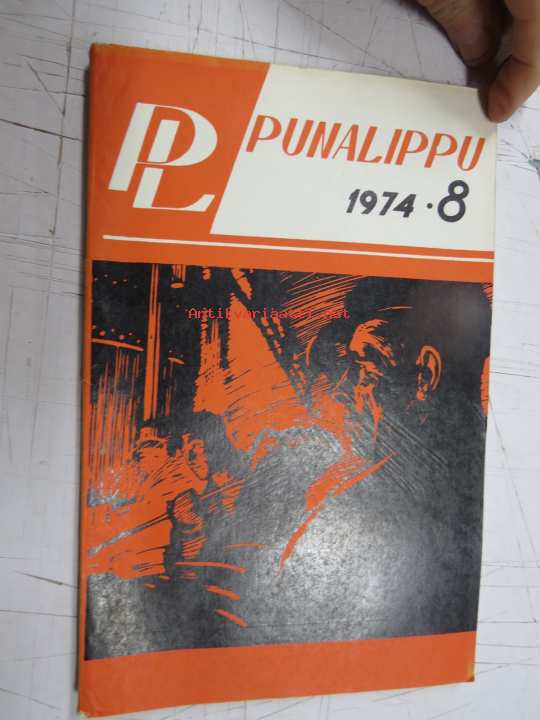 PL
PUNALIPPU
1974 · 8
Antikvariaatti.net